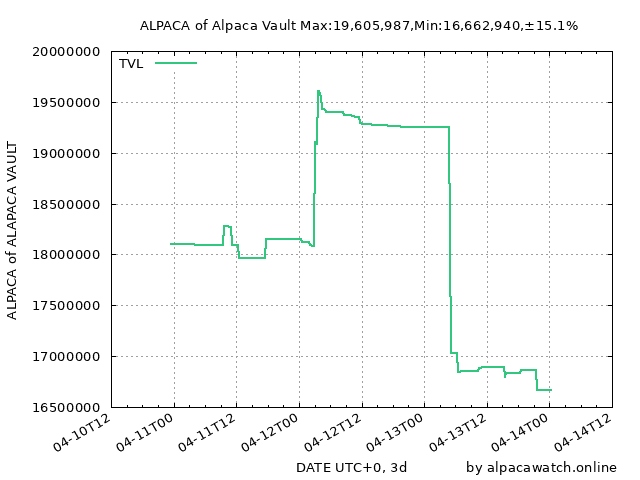 ALPACA of Alpaca Vault Max:19,605,987,Min:16,662,940,±15.1%
20000000
TVL
19500000
19000000
18500000
18000000
17500000
17000000
16500000
ALPACA of ALAPACA VAULT
04-10T12
04-11T00
04-11T12
04-12T00
04-12T12
04-13T00
04-13T12
04-14T00
04-14T12
DATE UTC+0, 3d
by alpacawatch.online